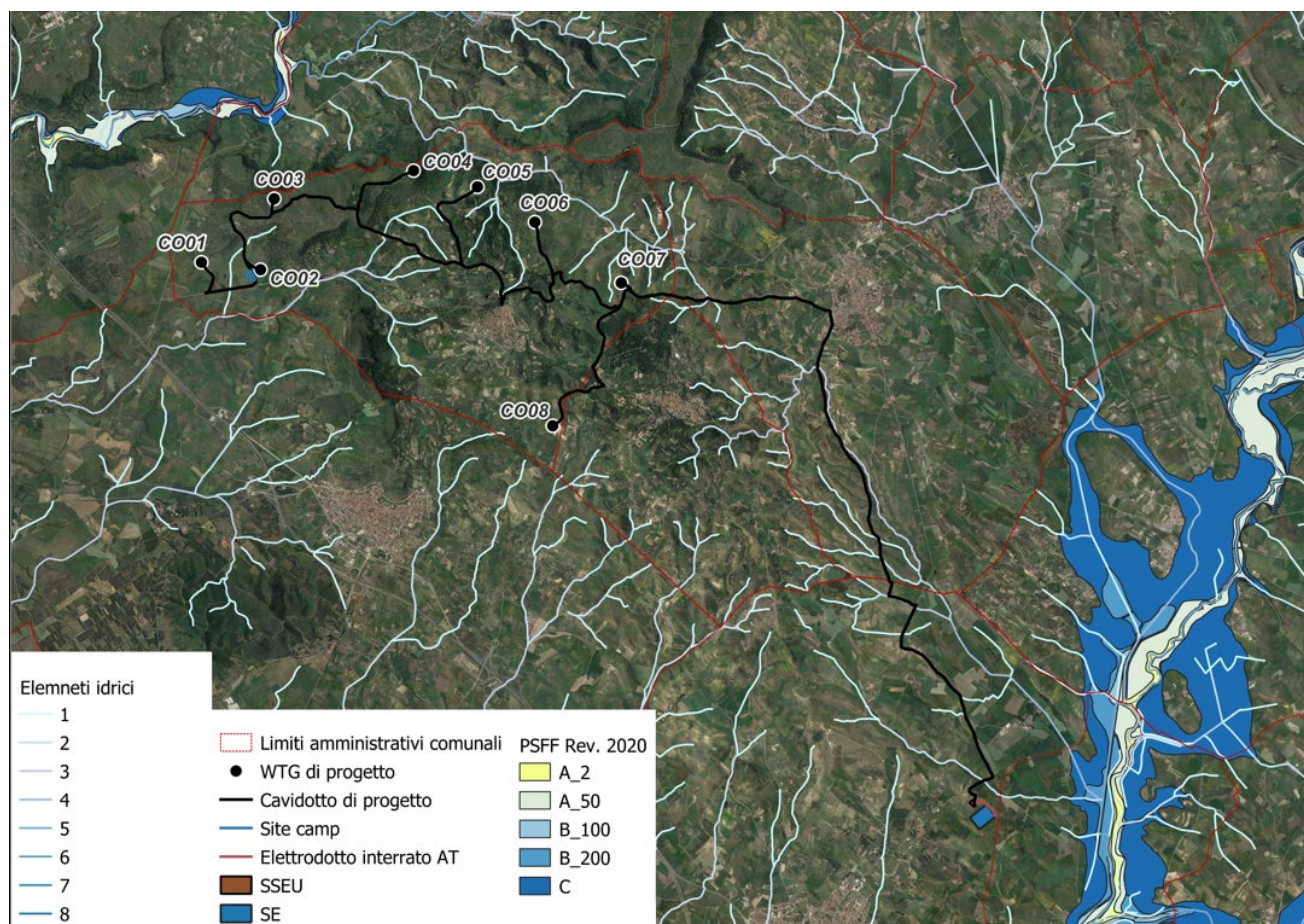 CO04
CO03
CO05
CO06
CO01
CO02
CO07
CO08
Elemneti idrici
1
2
3
4
5
6
7
8
Limiti amministrativi comunali
WTG di progetto
Cavidotto di progetto
Site camp
Elettrodotto interrato AT
SSEU
SE
PSFF Rev. 2020
A_2
A_50
B_100
B_200
C